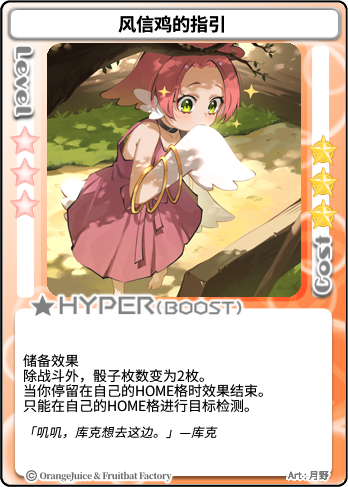 风信鸡的指引
Level
Cost
HYPER(BOOST)
储备效果
除战斗外，骰子枚数变为2枚。
当你停留在自己的HOME格时效果结束。
只能在自己的HOME格进行目标检测。
「叽叽，库克想去这边。」—库克
© OrangeJuice & Fruitbat Factory
Art: 月野